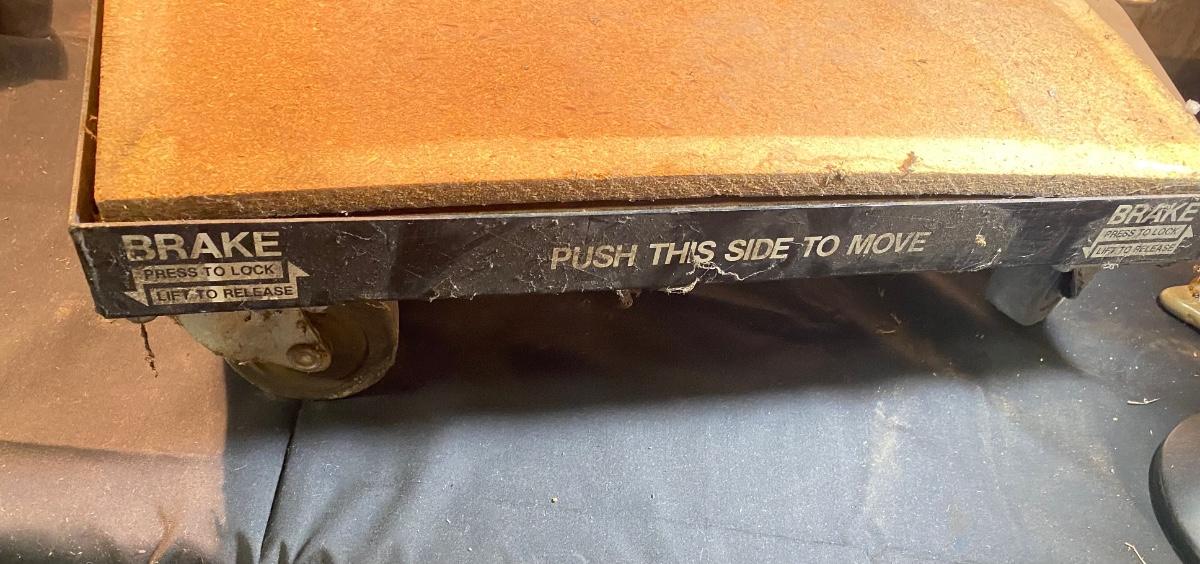 BRAKE
PRESS TO LOCK
LIFT TO RELEASE
PUSH THIS SIDE TO MOVE
BRAKE
PRESS TO LOCK
LIFT TO RELEASE